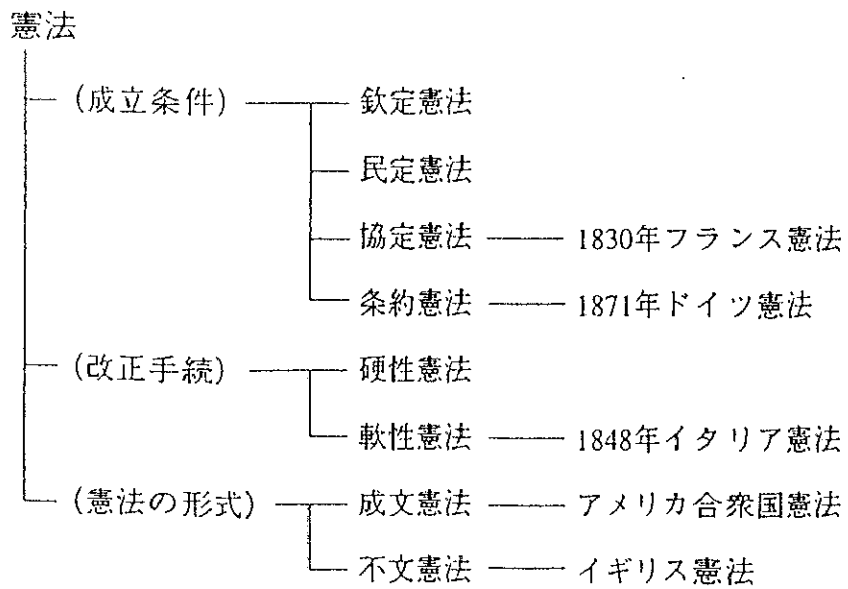 憲法
(成立条件) 欽定憲法
民定憲法
協定憲法 1830年フランス憲法
条約憲法 1871年ドイツ憲法
(改正手続) 硬性憲法
軟性憲法 1848年イタリア憲法
(憲法の形式) 成文憲法 アメリカ合衆国憲法
不文憲法 イギリス憲法